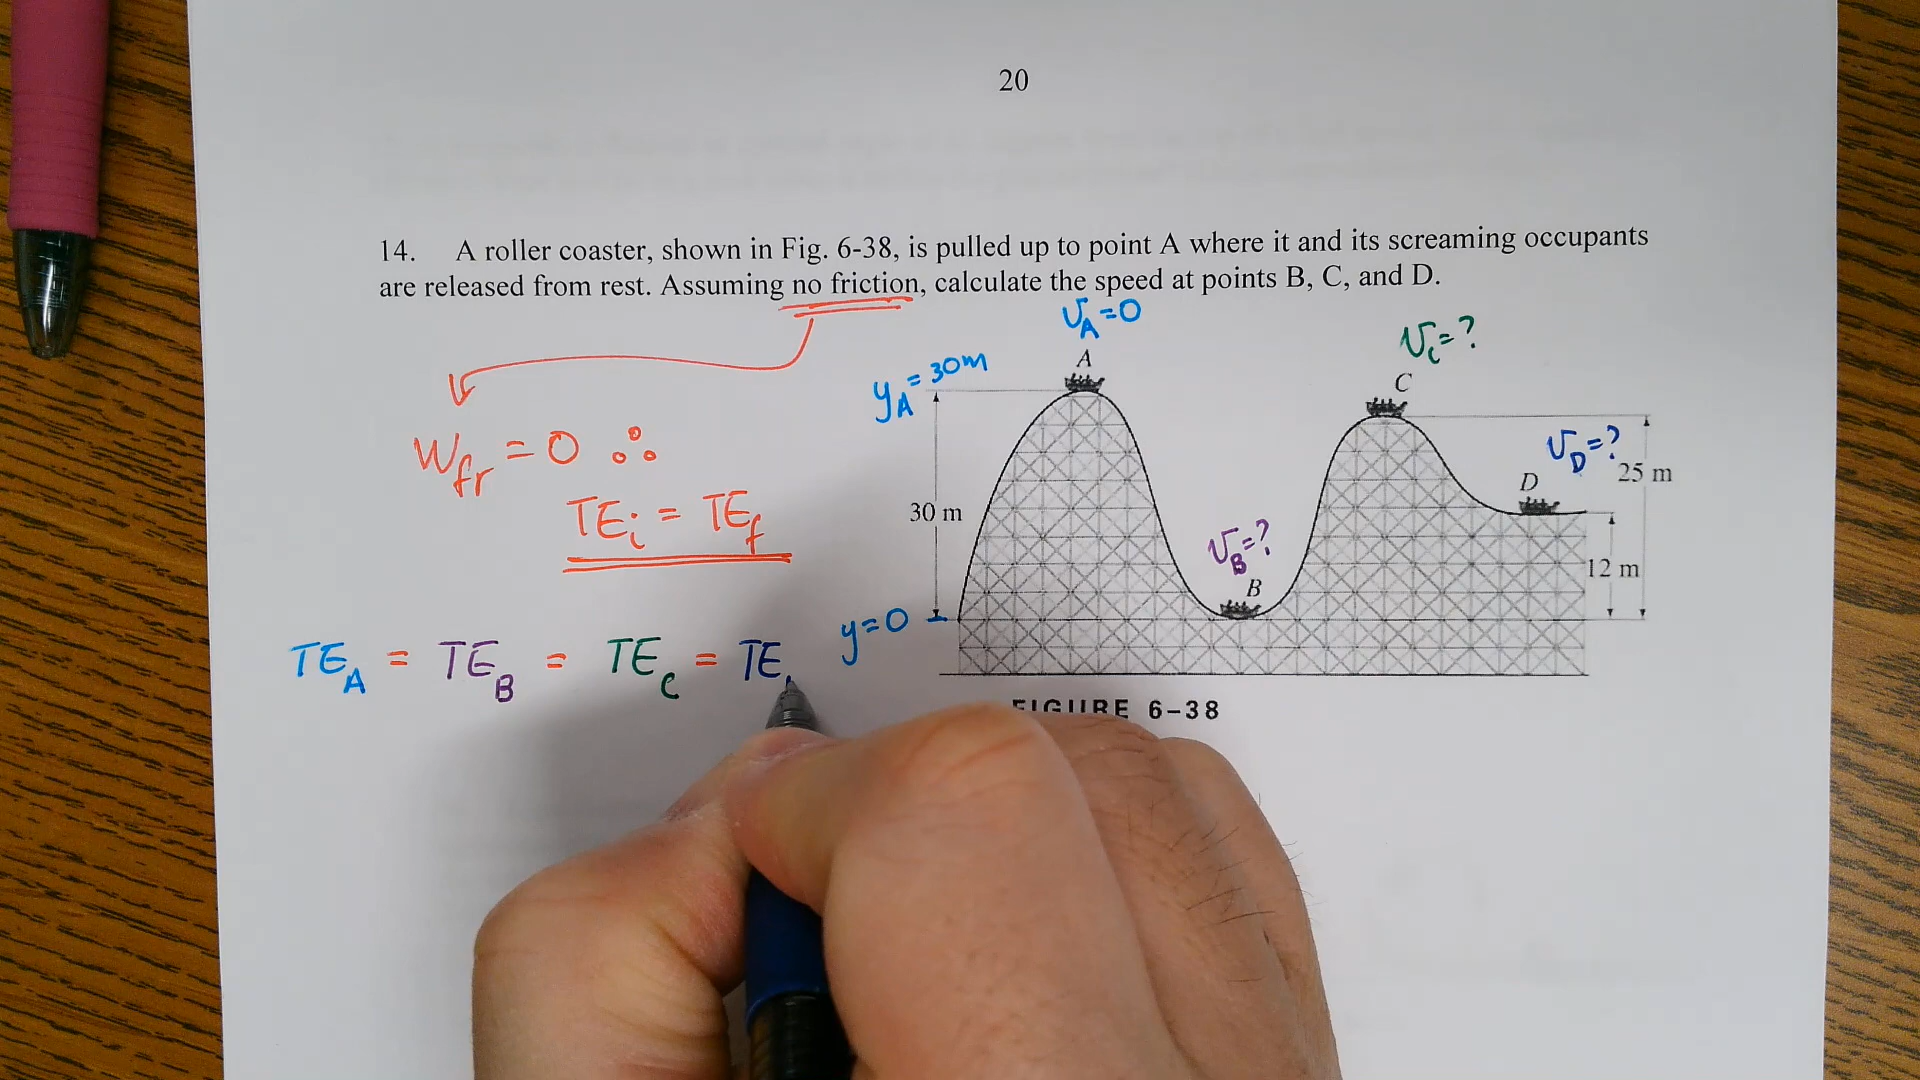 20
14. A roller coaster, shown in Fig. 6-38, is pulled up to point A where it and its screaming occupants
are released from rest. Assuming no friction, calculate the speed at points B, C, and D.
v_A = 0
v_C = ?
y_A = 30m
A
C
W_fr = 0 ∴
v_D = ?
25 m
D
TE_i = TE_f
30 m
v_B = ?
12 m
B
y = 0
TE_A = TE_B = TE_C = TE
FIGURE 6-38